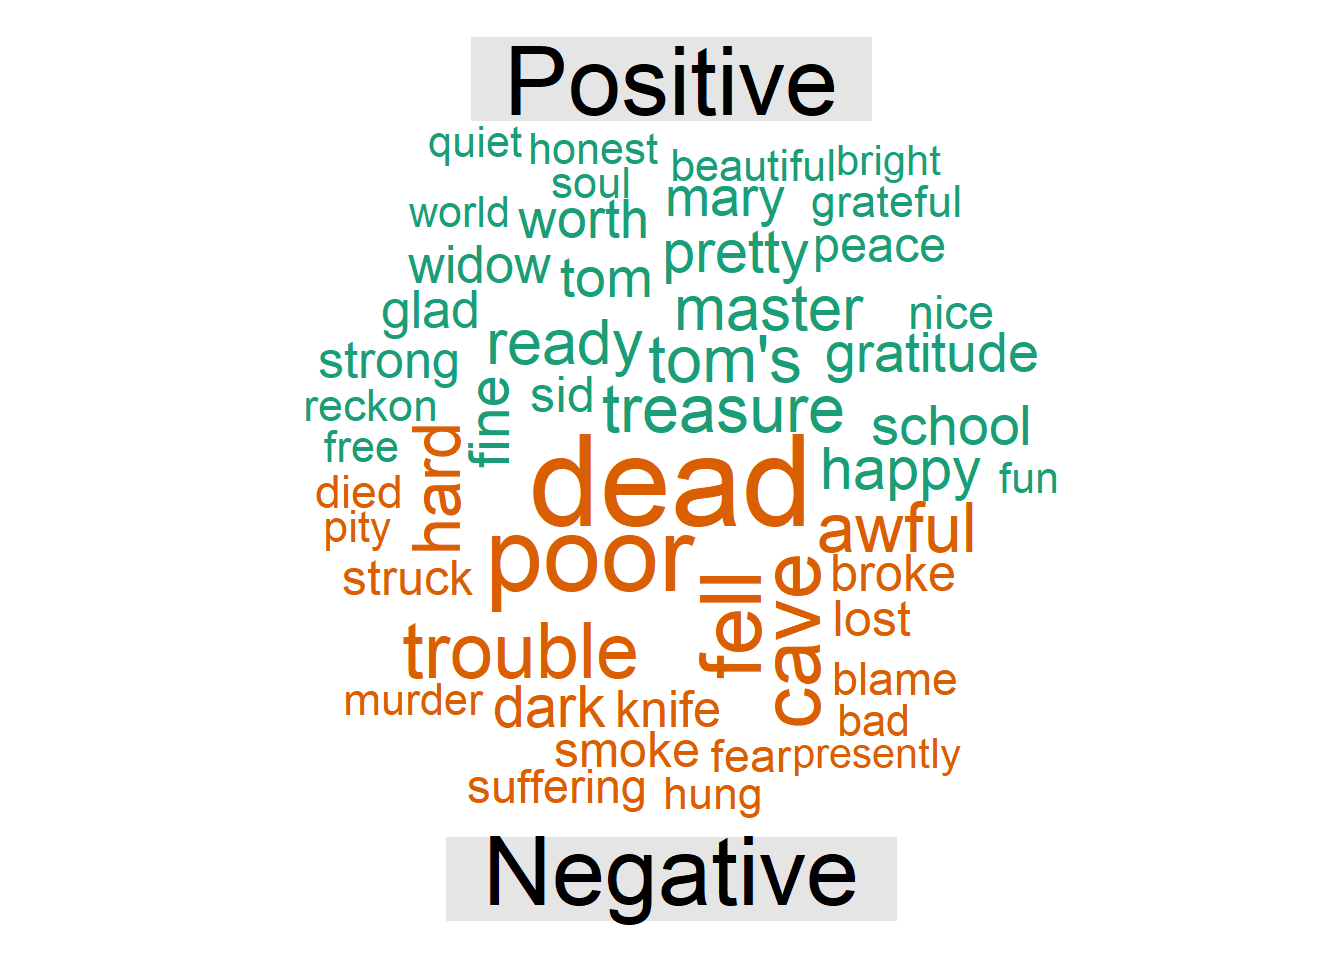 Positive
quiet honest beautiful bright
soul mary grateful
world worth
widow tom pretty peace
glad master nice
strong ready tom's gratitude
reckon fine sid treasure school
free hard dead happy fun
died
pity poor awful
struck fell cave broke
lost
trouble
murder dark knife blame
bad
smoke fear presently
suffering hung
Negative